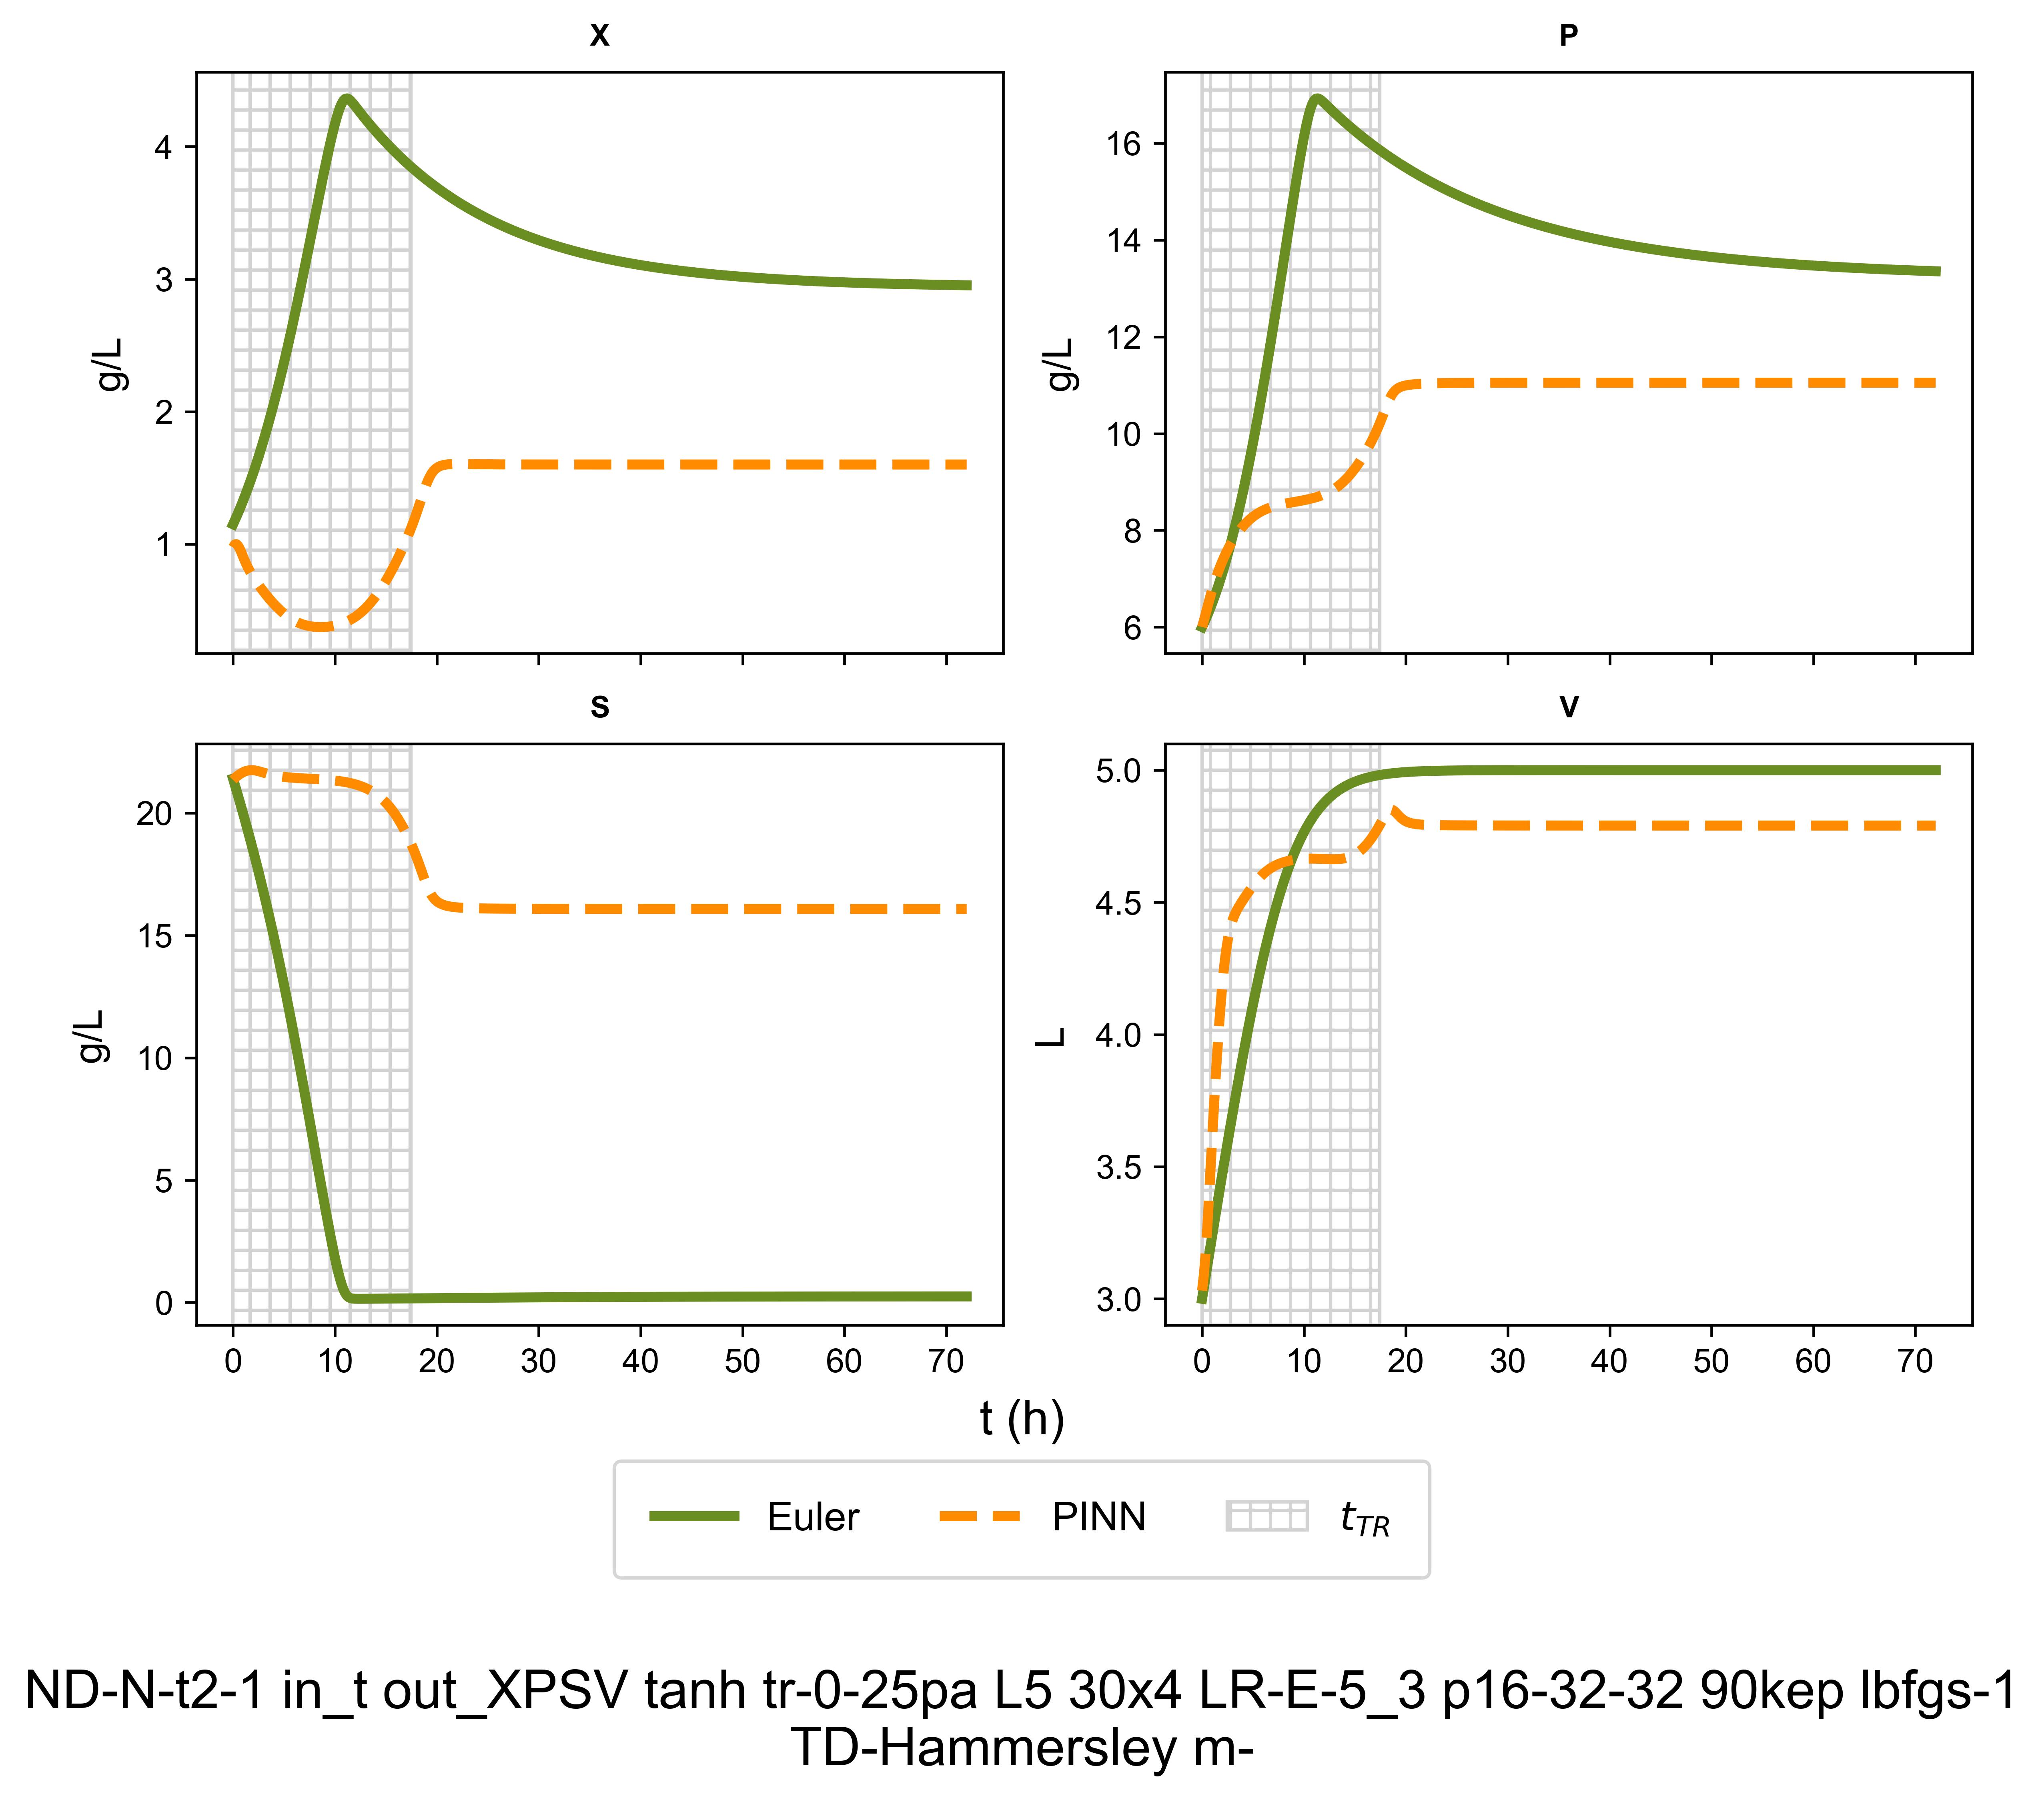 X
P
4
3
2
1
g/L
16
14
12
10
8
6
g/L
S
V
20
15
10
5
0
g/L
5.0
4.5
4.0
3.5
3.0
L
0 10 20 30 40 50 60 70
0 10 20 30 40 50 60 70
t (h)
Euler PINN t_TR
ND-N-t2-1 in_t out_XPSV tanh tr-0-25pa L5 30x4 LR-E-5_3 p16-32-32 90kep lbfgs-1
TD-Hammersley m-